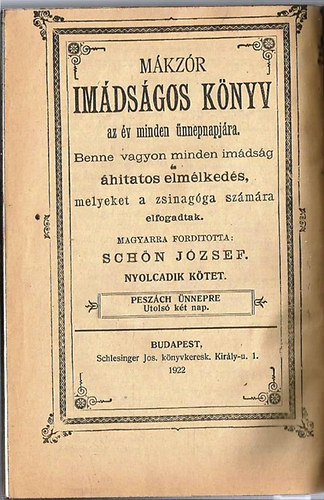 MÁKZÓR
IMÁDSÁGOS KÖNYV
az év minden ünnepnapjára.
Benne vagyon minden imádság
és
áhitatos elmélkedés,
melyeket a zsinagóga számára
elfogadtak.
MAGYARRA FORDITOTTA:
SCHÖN JÓZSEF.
NYOLCADIK KÖTET.
PESZÁCH ÜNNEPRE
Utolsó két nap.
BUDAPEST,
Schlesinger Jos. könyvkeresk. Király-u. 1.
1922